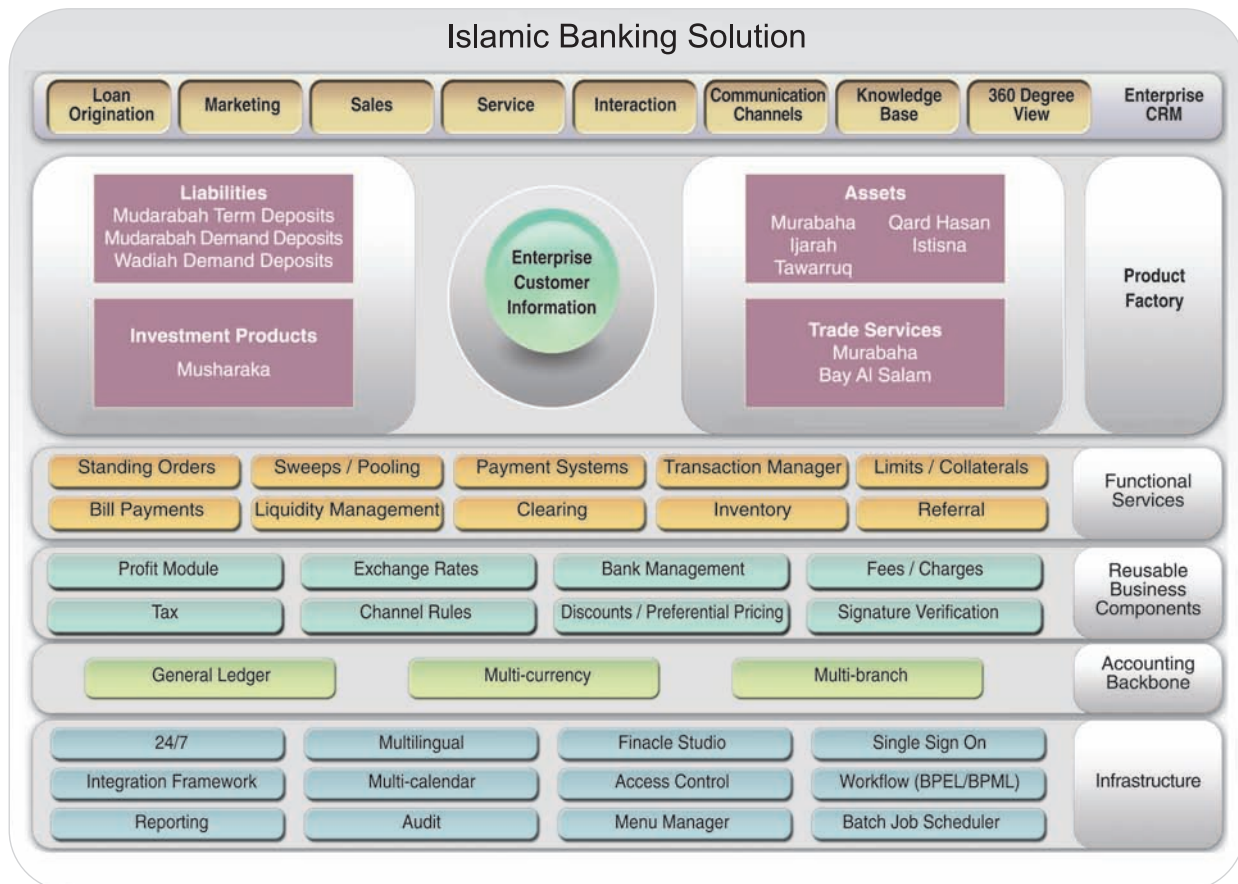 Islamic Banking Solution
Loan
Origination
Marketing
Sales
Service
Interaction
Communication
Channels
Knowledge
Base
360 Degree
View
Enterprise
CRM
Liabilities
Mudarabah Term Deposits
Mudarabah Demand Deposits
Wadiah Demand Deposits
Investment Products
Musharaka
Enterprise
Customer
Information
Assets
Murabaha Qard Hasan
Ijarah Istisna
Tawarruq
Trade Services
Murabaha
Bay Al Salam
Product
Factory
Standing Orders Sweeps / Pooling Payment Systems Transaction Manager Limits / Collaterals
Bill Payments Liquidity Management Clearing Inventory Referral
Functional
Services
Profit Module Exchange Rates Bank Management Fees / Charges
Tax Channel Rules Discounts / Preferential Pricing Signature Verification
Reusable
Business
Components
General Ledger Multi-currency Multi-branch
Accounting
Backbone
24/7 Multilingual Finacle Studio Single Sign On
Integration Framework Multi-calendar Access Control Workflow (BPEL/BPML)
Reporting Audit Menu Manager Batch Job Scheduler
Infrastructure